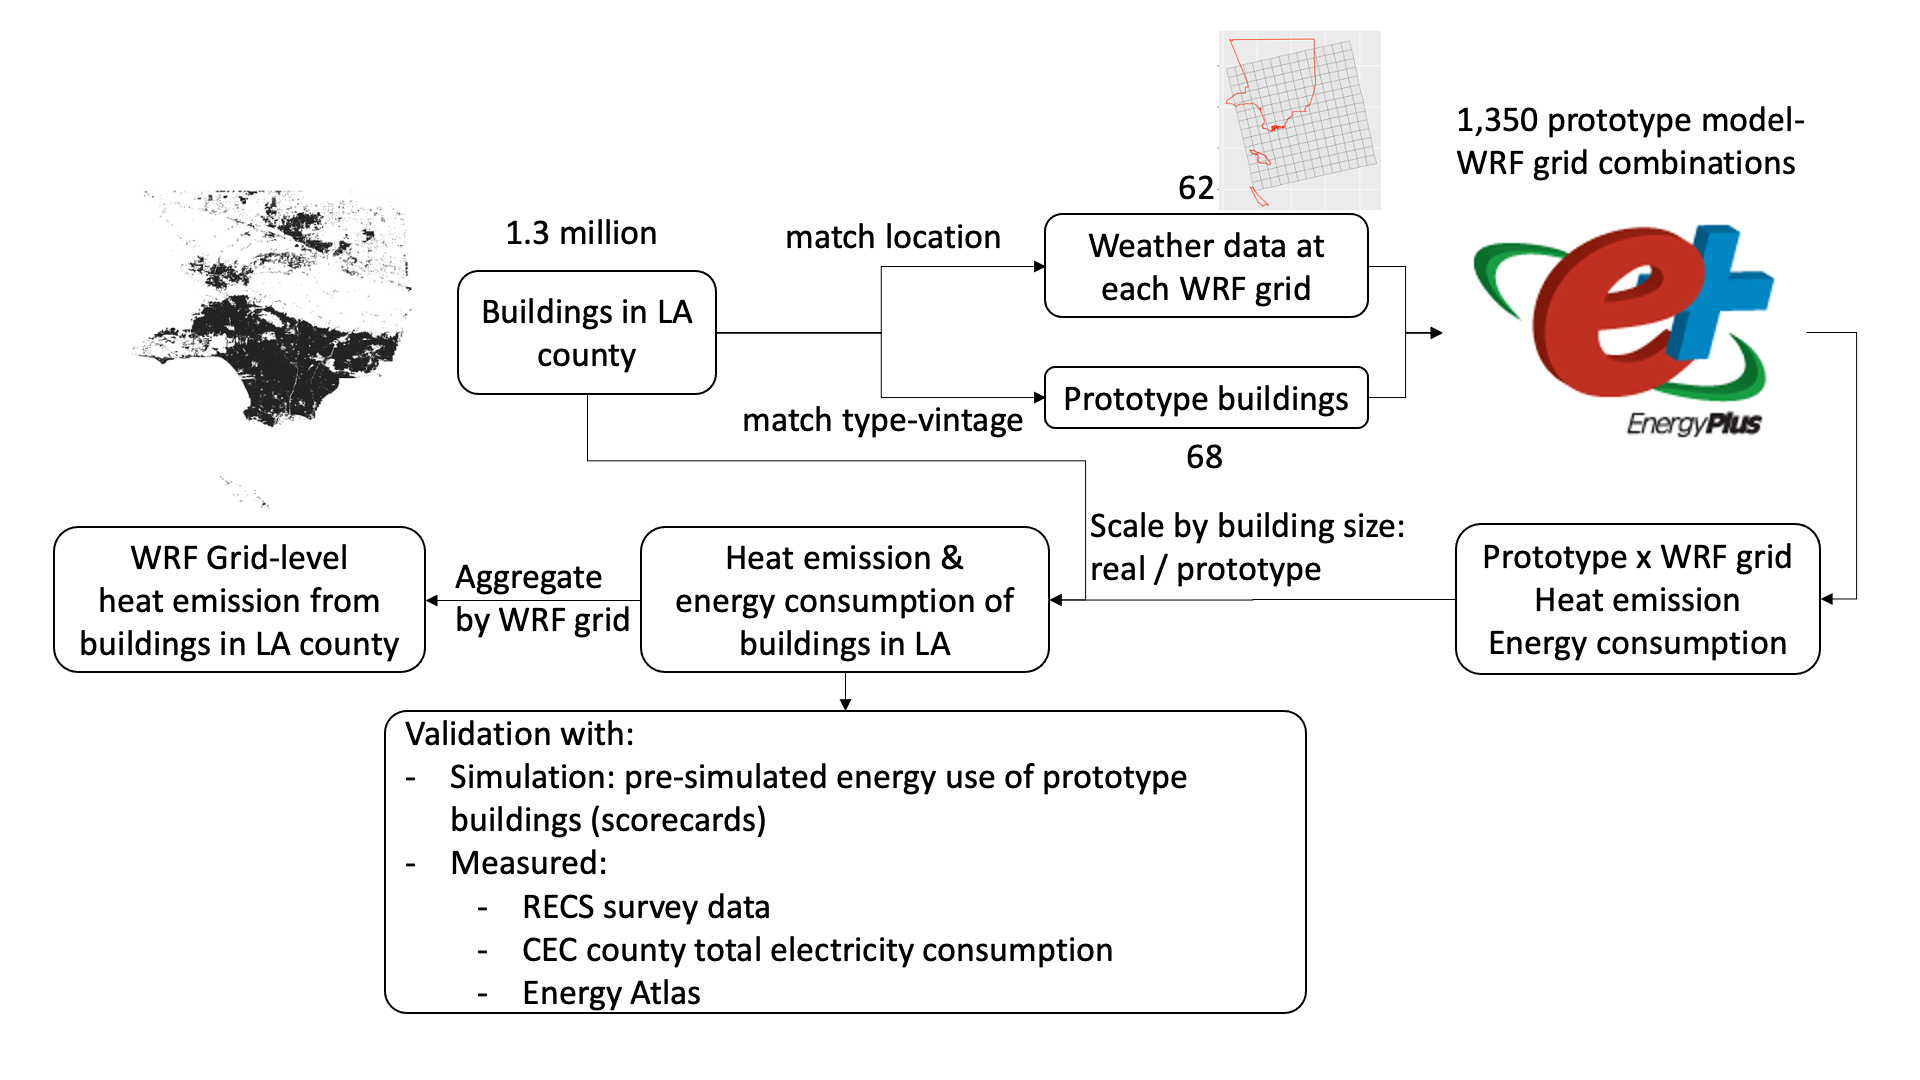 1,350 prototype model-
WRF grid combinations
62
1.3 million
match location
Weather data at
each WRF grid
Buildings in LA
county
Prototype buildings
match type-vintage
68
e+
EnergyPlus
Scale by building size:
real / prototype
Prototype x WRF grid
Heat emission
Energy consumption
Heat emission &
energy consumption of
buildings in LA
Aggregate
by WRF grid
WRF Grid-level
heat emission from
buildings in LA county
Validation with:
- Simulation: pre-simulated energy use of prototype
buildings (scorecards)
- Measured:
- RECS survey data
- CEC county total electricity consumption
- Energy Atlas